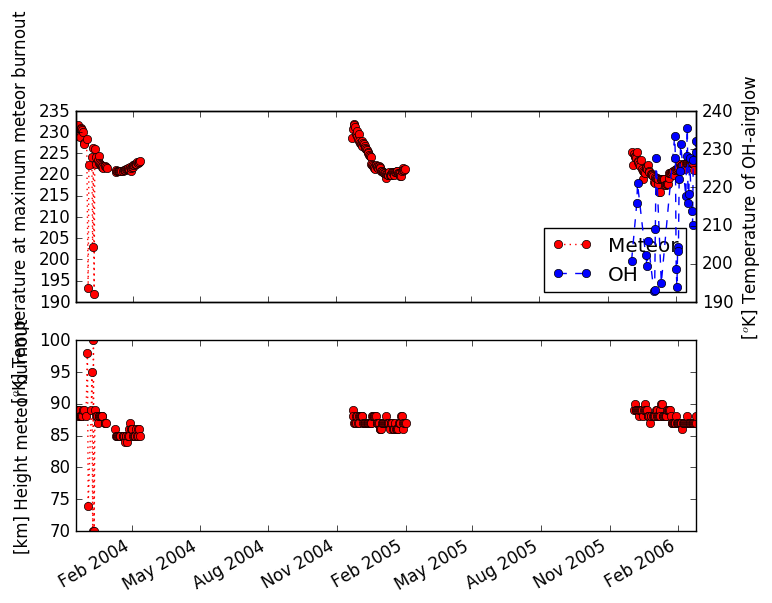 [°K] Temperature at maximum meteor burnout
235
230
225
220
215
210
205
200
195
190
240
230
220
210
200
190
[°K] Temperature of OH-airglow
Meteor
OH
[km] Height meteor burnout
100
95
90
85
80
75
70
Feb 2004
May 2004
Aug 2004
Nov 2004
Feb 2005
May 2005
Aug 2005
Nov 2005
Feb 2006